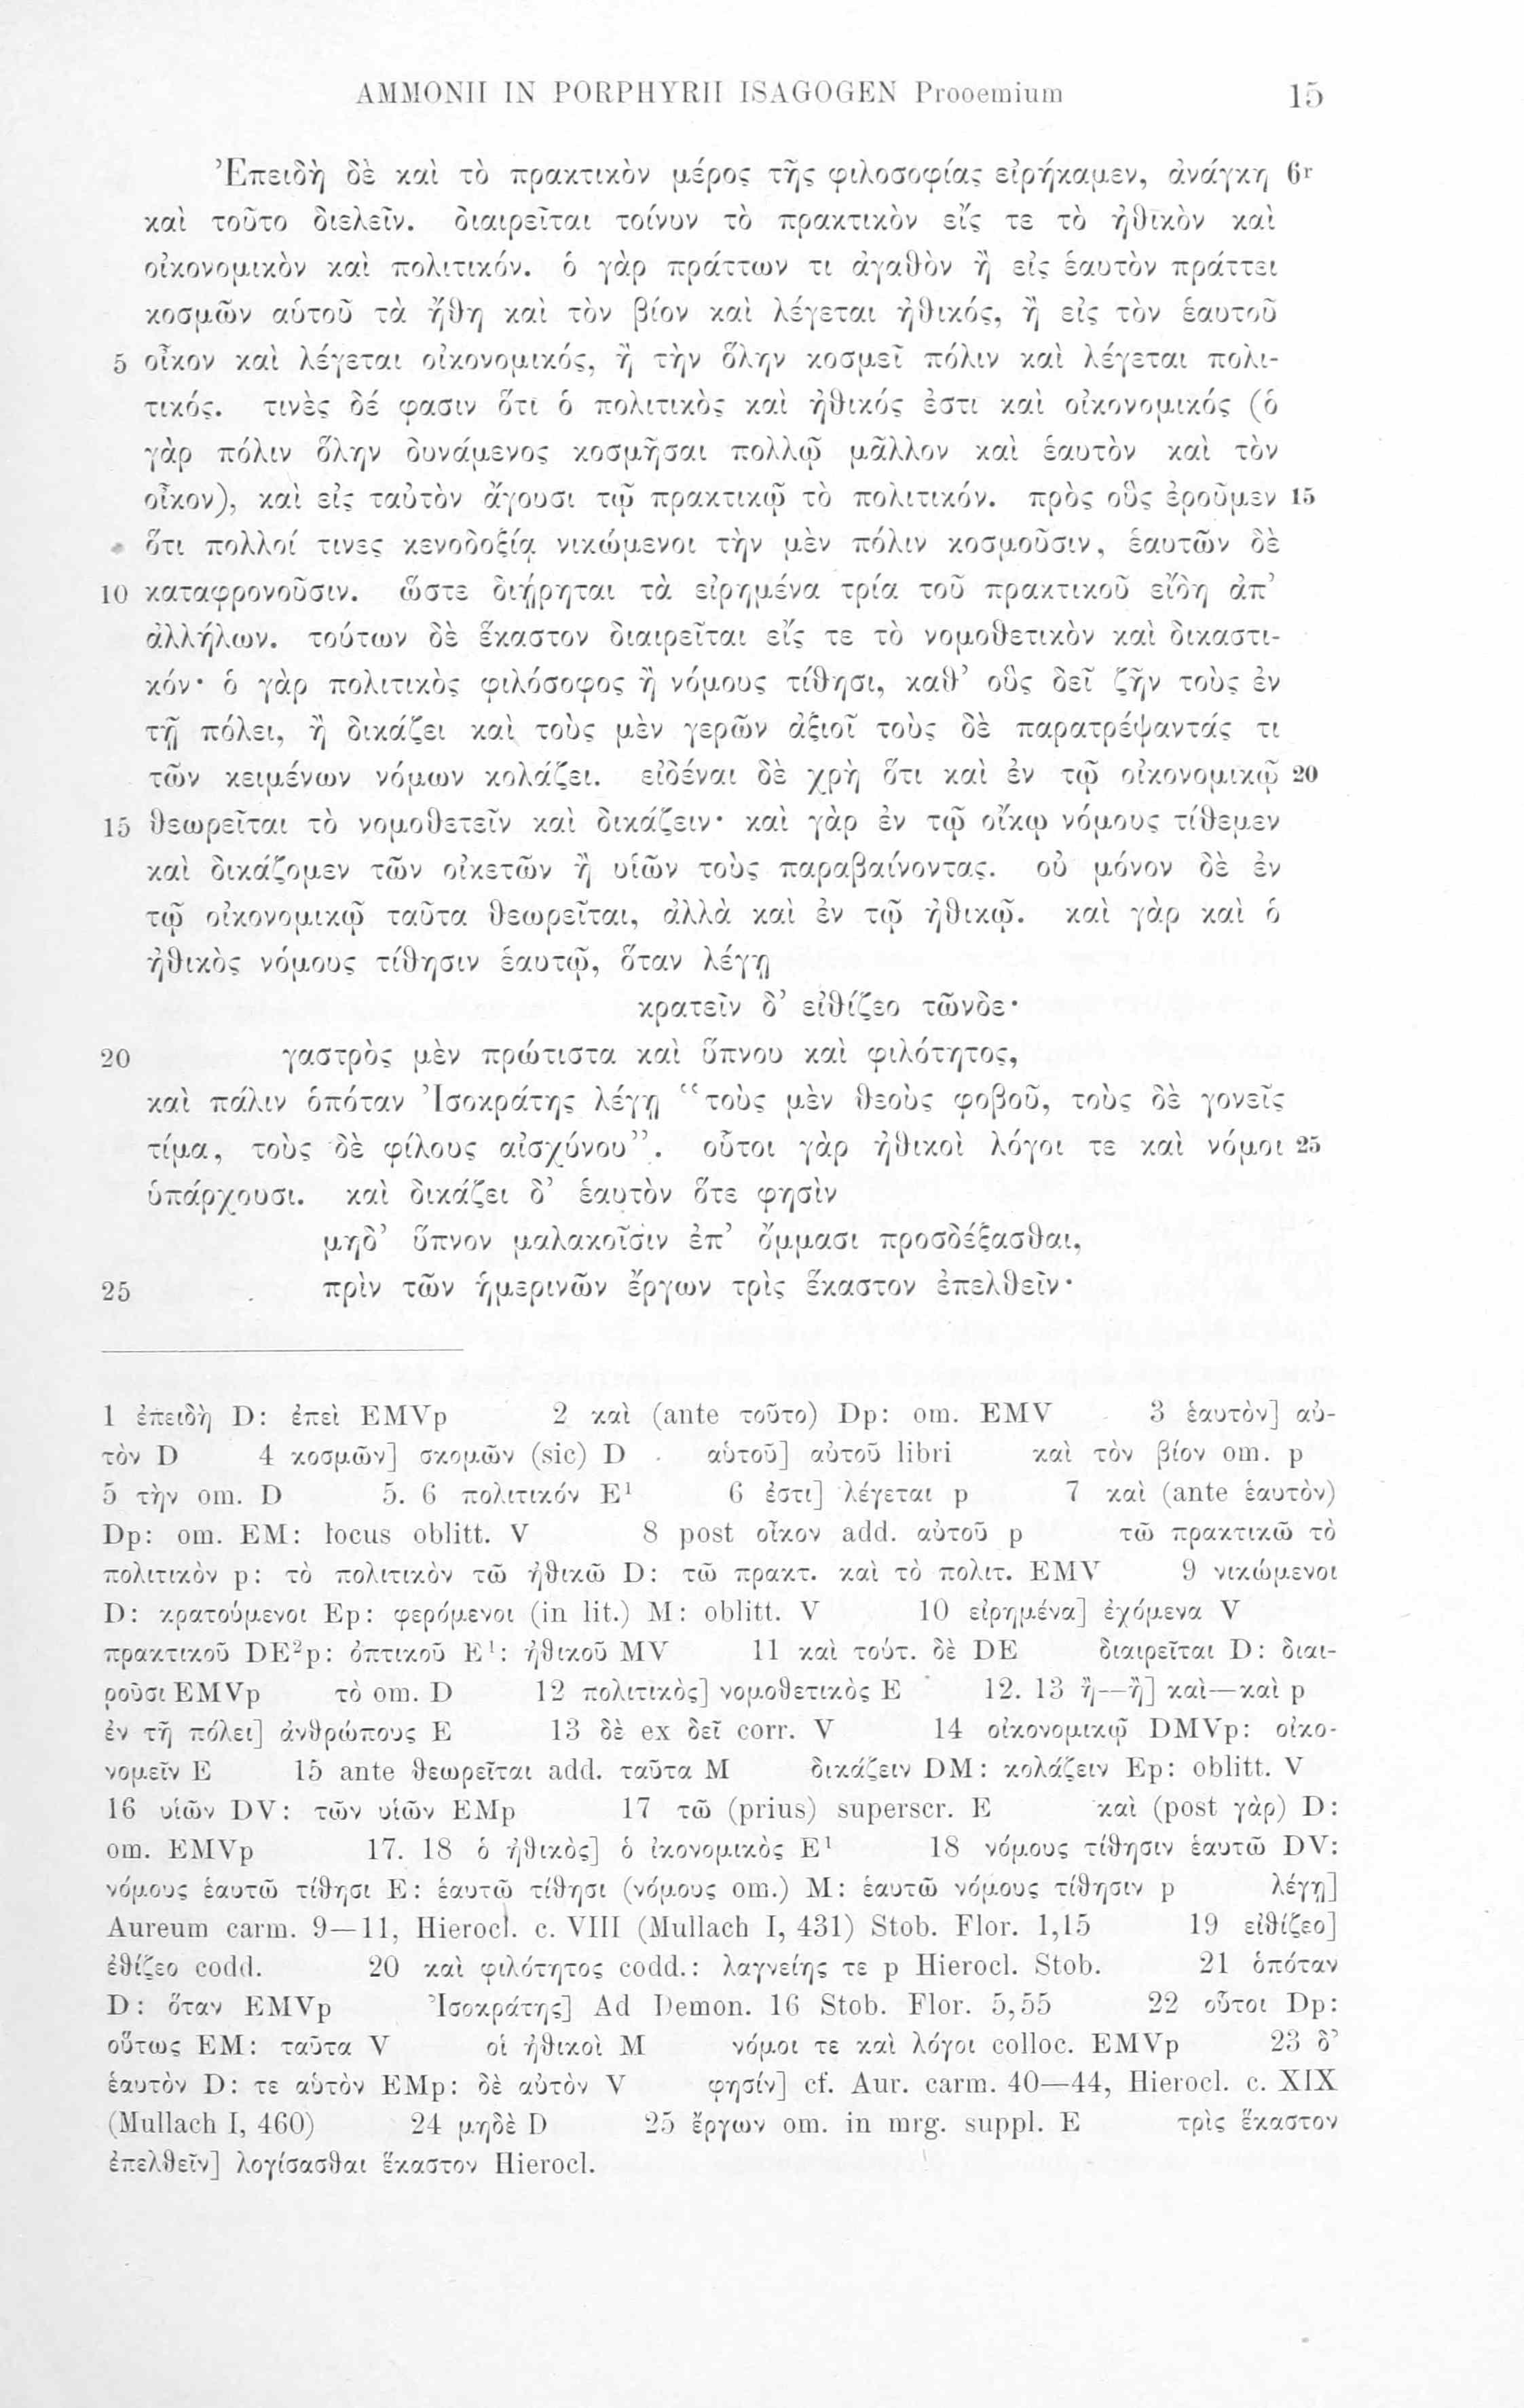 AMMONII IN PORPHYRII ISAGOGEN Prooemium 15
Ἐπειδὴ δὲ καὶ τὸ πρακτικὸν μέρος τῆς φιλοσοφίας εἰρήκαμεν, ἀνάγκη 6r
καὶ τοῦτο διελεῖν. διαιρεῖται τοίνυν τὸ πρακτικὸν εἴς τε τὸ ἠθικὸν καὶ
οἰκονομικὸν καὶ πολιτικόν. ὁ γὰρ πράττων τι ἀγαθὸν ἢ εἰς ἑαυτὸν πράττει
κοσμῶν αὑτοῦ τὰ ἤθη καὶ τὸν βίον καὶ λέγεται ἠθικός, ἢ εἰς τὸν ἑαυτοῦ
5 οἶκον καὶ λέγεται οἰκονομικός, ἢ τὴν ὅλην κοσμεῖ πόλιν καὶ λέγεται πολι-
τικός. τινὲς δέ φασιν ὅτι ὁ πολιτικὸς καὶ ἠθικός ἐστι καὶ οἰκονομικός (ὁ
γὰρ πόλιν ὅλην δυνάμενος κοσμῆσαι πολλῷ μᾶλλον καὶ ἑαυτὸν καὶ τὸν
οἶκον), καὶ εἰς ταὐτὸν ἄγουσι τῷ πρακτικῷ τὸ πολιτικόν. πρὸς οὓς ἐροῦμεν 15
ὅτι πολλοί τινες κενοδοξίᾳ νικώμενοι τὴν μὲν πόλιν κοσμοῦσιν, ἑαυτῶν δὲ
10 καταφρονοῦσιν. ὥστε διῄρηται τὰ εἰρημένα τρία τοῦ πρακτικοῦ εἴδη ἀπ’
ἀλλήλων. τούτων δὲ ἕκαστον διαιρεῖται εἴς τε τὸ νομοθετικὸν καὶ δικαστι-
κόν· ὁ γὰρ πολιτικὸς φιλόσοφος ἢ νόμους τίθησι, καθ’ οὓς δεῖ ζῆν τοὺς ἐν
τῇ πόλει, ἢ δικάζει καὶ τοὺς μὲν γερῶν ἀξιοῖ τοὺς δὲ παρατρέψαντάς τι
τῶν κειμένων νόμων κολάζει. εἰδέναι δὲ χρὴ ὅτι καὶ ἐν τῷ οἰκονομικῷ 20
15 θεωρεῖται τὸ νομοθετεῖν καὶ δικάζειν· καὶ γὰρ ἐν τῷ οἴκῳ νόμους τίθεμεν
καὶ δικάζομεν τῶν οἰκετῶν ἢ υἱῶν τοὺς παραβαίνοντας. οὐ μόνον δὲ ἐν
τῷ οἰκονομικῷ ταῦτα θεωρεῖται, ἀλλὰ καὶ ἐν τῷ ἠθικῷ. καὶ γὰρ καὶ ὁ
ἠθικὸς νόμους τίθησιν ἑαυτῷ, ὅταν λέγῃ
κρατεῖν δ’ εἰθίζεο τῶνδε·
20 γαστρὸς μὲν πρώτιστα καὶ ὕπνου καὶ φιλότητος,
καὶ πάλιν ὁπόταν Ἰσοκράτης λέγῃ “τοὺς μὲν θεοὺς φοβοῦ, τοὺς δὲ γονεῖς
τίμα, τοὺς δὲ φίλους αἰσχύνου”. οὗτοι γὰρ ἠθικοὶ λόγοι τε καὶ νόμοι 25
ὑπάρχουσι. καὶ δικάζει δ’ ἑαυτὸν ὅτε φησὶν
μηδ’ ὕπνον μαλακοῖσιν ἐπ’ ὄμμασι προσδέξασθαι,
25 πρὶν τῶν ἡμερινῶν ἔργων τρὶς ἕκαστον ἐπελθεῖν·
1 ἐπειδὴ D: ἐπεὶ EMVp 2 καὶ (ante τοῦτο) Dp: om. EMV 3 ἑαυτὸν] αὐ-
τὸν D 4 κοσμῶν] σκομῶν (sic) D αὑτοῦ] αὐτοῦ libri καὶ τὸν βίον om. p
5 τὴν om. D 5. 6 πολιτικόν E¹ 6 ἐστι] λέγεται p 7 καὶ (ante ἑαυτὸν)
Dp: om. EM: locus oblitt. V 8 post οἶκον add. αὐτοῦ p τῶ πρακτικῶ τὸ
πολιτικὸν p: τὸ πολιτικὸν τῶ ἠθικῶ D: τῶ πρακτ. καὶ τὸ πολιτ. EMV 9 νικώμενοι
D: κρατούμενοι Ep: φερόμενοι (in lit.) M: oblitt. V 10 εἰρημένα] ἐχόμενα V
πρακτικοῦ DE²p: ὀπτικοῦ E¹: ἠθικοῦ MV 11 καὶ τούτ. δὲ DE διαιρεῖται D: διαι-
ροῦσι EMVp τὸ om. D 12 πολιτικὸς] νομοθετικὸς E 12. 13 ἢ—ἢ] καὶ—καὶ p
ἐν τῇ πόλει] ἀνθρώπους E 13 δὲ ex δεῖ corr. V 14 οἰκονομικῷ DMVp: οἰκο-
νομεῖν E 15 ante θεωρεῖται add. ταῦτα M δικάζειν DM: κολάζειν Ep: oblitt. V
16 υἱῶν DV: τῶν υἱῶν EMp 17 τῶ (prius) superscr. E καὶ (post γὰρ) D:
om. EMVp 17. 18 ὁ ἠθικὸς] ὁ ἰκονομικὸς E¹ 18 νόμους τίθησιν ἑαυτῶ DV:
νόμους ἑαυτῶ τίθησι E: ἑαυτῶ τίθησι (νόμους om.) M: ἑαυτῶ νόμους τίθησιν p λέγῃ]
Aureum carm. 9—11, Hierocl. c. VIII (Mullach I, 431) Stob. Flor. 1,15 19 εἰθίζεο]
ἐθίζεο codd. 20 καὶ φιλότητος codd.: λαγνείης τε p Hierocl. Stob. 21 ὁπόταν
D: ὅταν EMVp Ἰσοκράτης] Ad Demon. 16 Stob. Flor. 5,55 22 οὗτοι Dp:
οὕτως EM: ταῦτα V οἱ ἠθικοὶ M νόμοι τε καὶ λόγοι colloc. EMVp 23 δ’
ἑαυτὸν D: τε αὑτὸν EMp: δὲ αὐτὸν V φησίν] cf. Aur. carm. 40—44, Hierocl. c. XIX
(Mullach I, 460) 24 μηδὲ D 25 ἔργων om. in mrg. suppl. E τρὶς ἕκαστον
ἐπελθεῖν] λογίσασθαι ἕκαστον Hierocl.